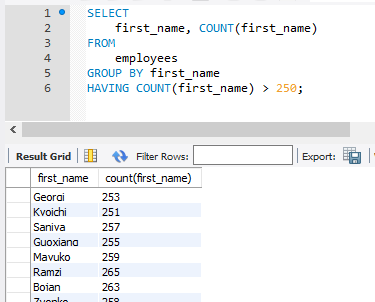 1 SELECT
2 first_name, COUNT(first_name)
3 FROM
4 employees
5 GROUP BY first_name
6 HAVING COUNT(first_name) > 250;
Result Grid Filter Rows: Export:
first_name count(first_name)
Georgi 253
Kyoichi 251
Saniya 257
Guoxiang 255
Mayuko 259
Ramzi 265
Bojan 263
258